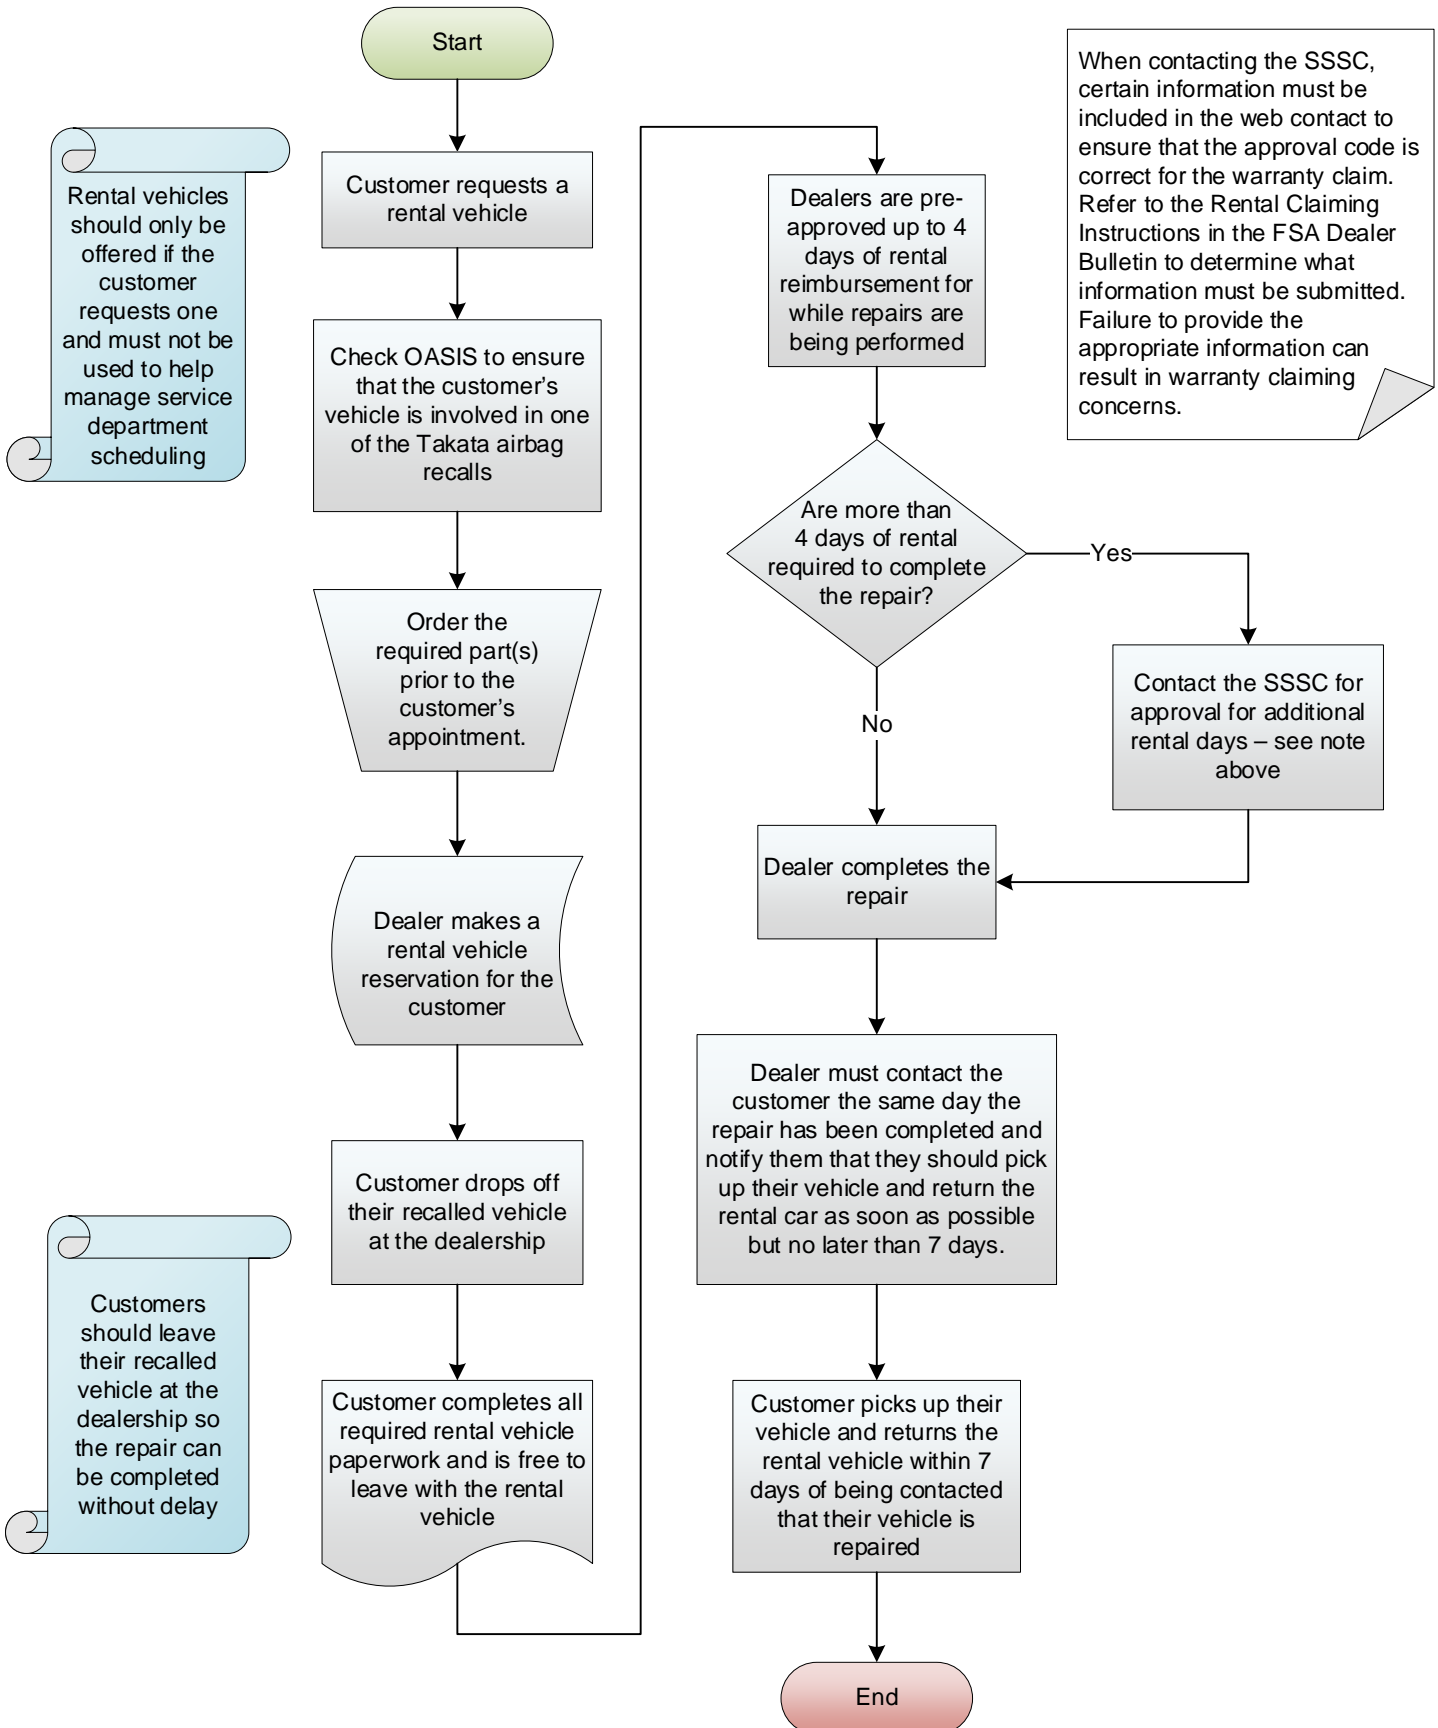 Start
Rental vehicles
should only be
offered if the
customer
requests one
and must not be
used to help
manage service
department
scheduling
Customer requests a
rental vehicle
Check OASIS to ensure
that the customer’s
vehicle is involved in one
of the Takata airbag
recalls
Order the
required part(s)
prior to the
customer’s
appointment.
Dealer makes a
rental vehicle
reservation for the
customer
Customer drops off
their recalled vehicle
at the dealership
Customers
should leave
their recalled
vehicle at the
dealership so
the repair can
be completed
without delay
Customer completes all
required rental vehicle
paperwork and is free to
leave with the rental
vehicle
Dealers are pre-
approved up to 4
days of rental
reimbursement for
while repairs are
being performed
When contacting the SSSC,
certain information must be
included in the web contact to
ensure that the approval code is
correct for the warranty claim.
Refer to the Rental Claiming
Instructions in the FSA Dealer
Bulletin to determine what
information must be submitted.
Failure to provide the
appropriate information can
result in warranty claiming
concerns.
Are more than
4 days of rental
required to complete
the repair?
Yes
Contact the SSSC for
approval for additional
rental days – see note
above
No
Dealer completes the
repair
Dealer must contact the
customer the same day the
repair has been completed and
notify them that they should pick
up their vehicle and return the
rental car as soon as possible
but no later than 7 days.
Customer picks up their
vehicle and returns the
rental vehicle within 7
days of being contacted
that their vehicle is
repaired
End